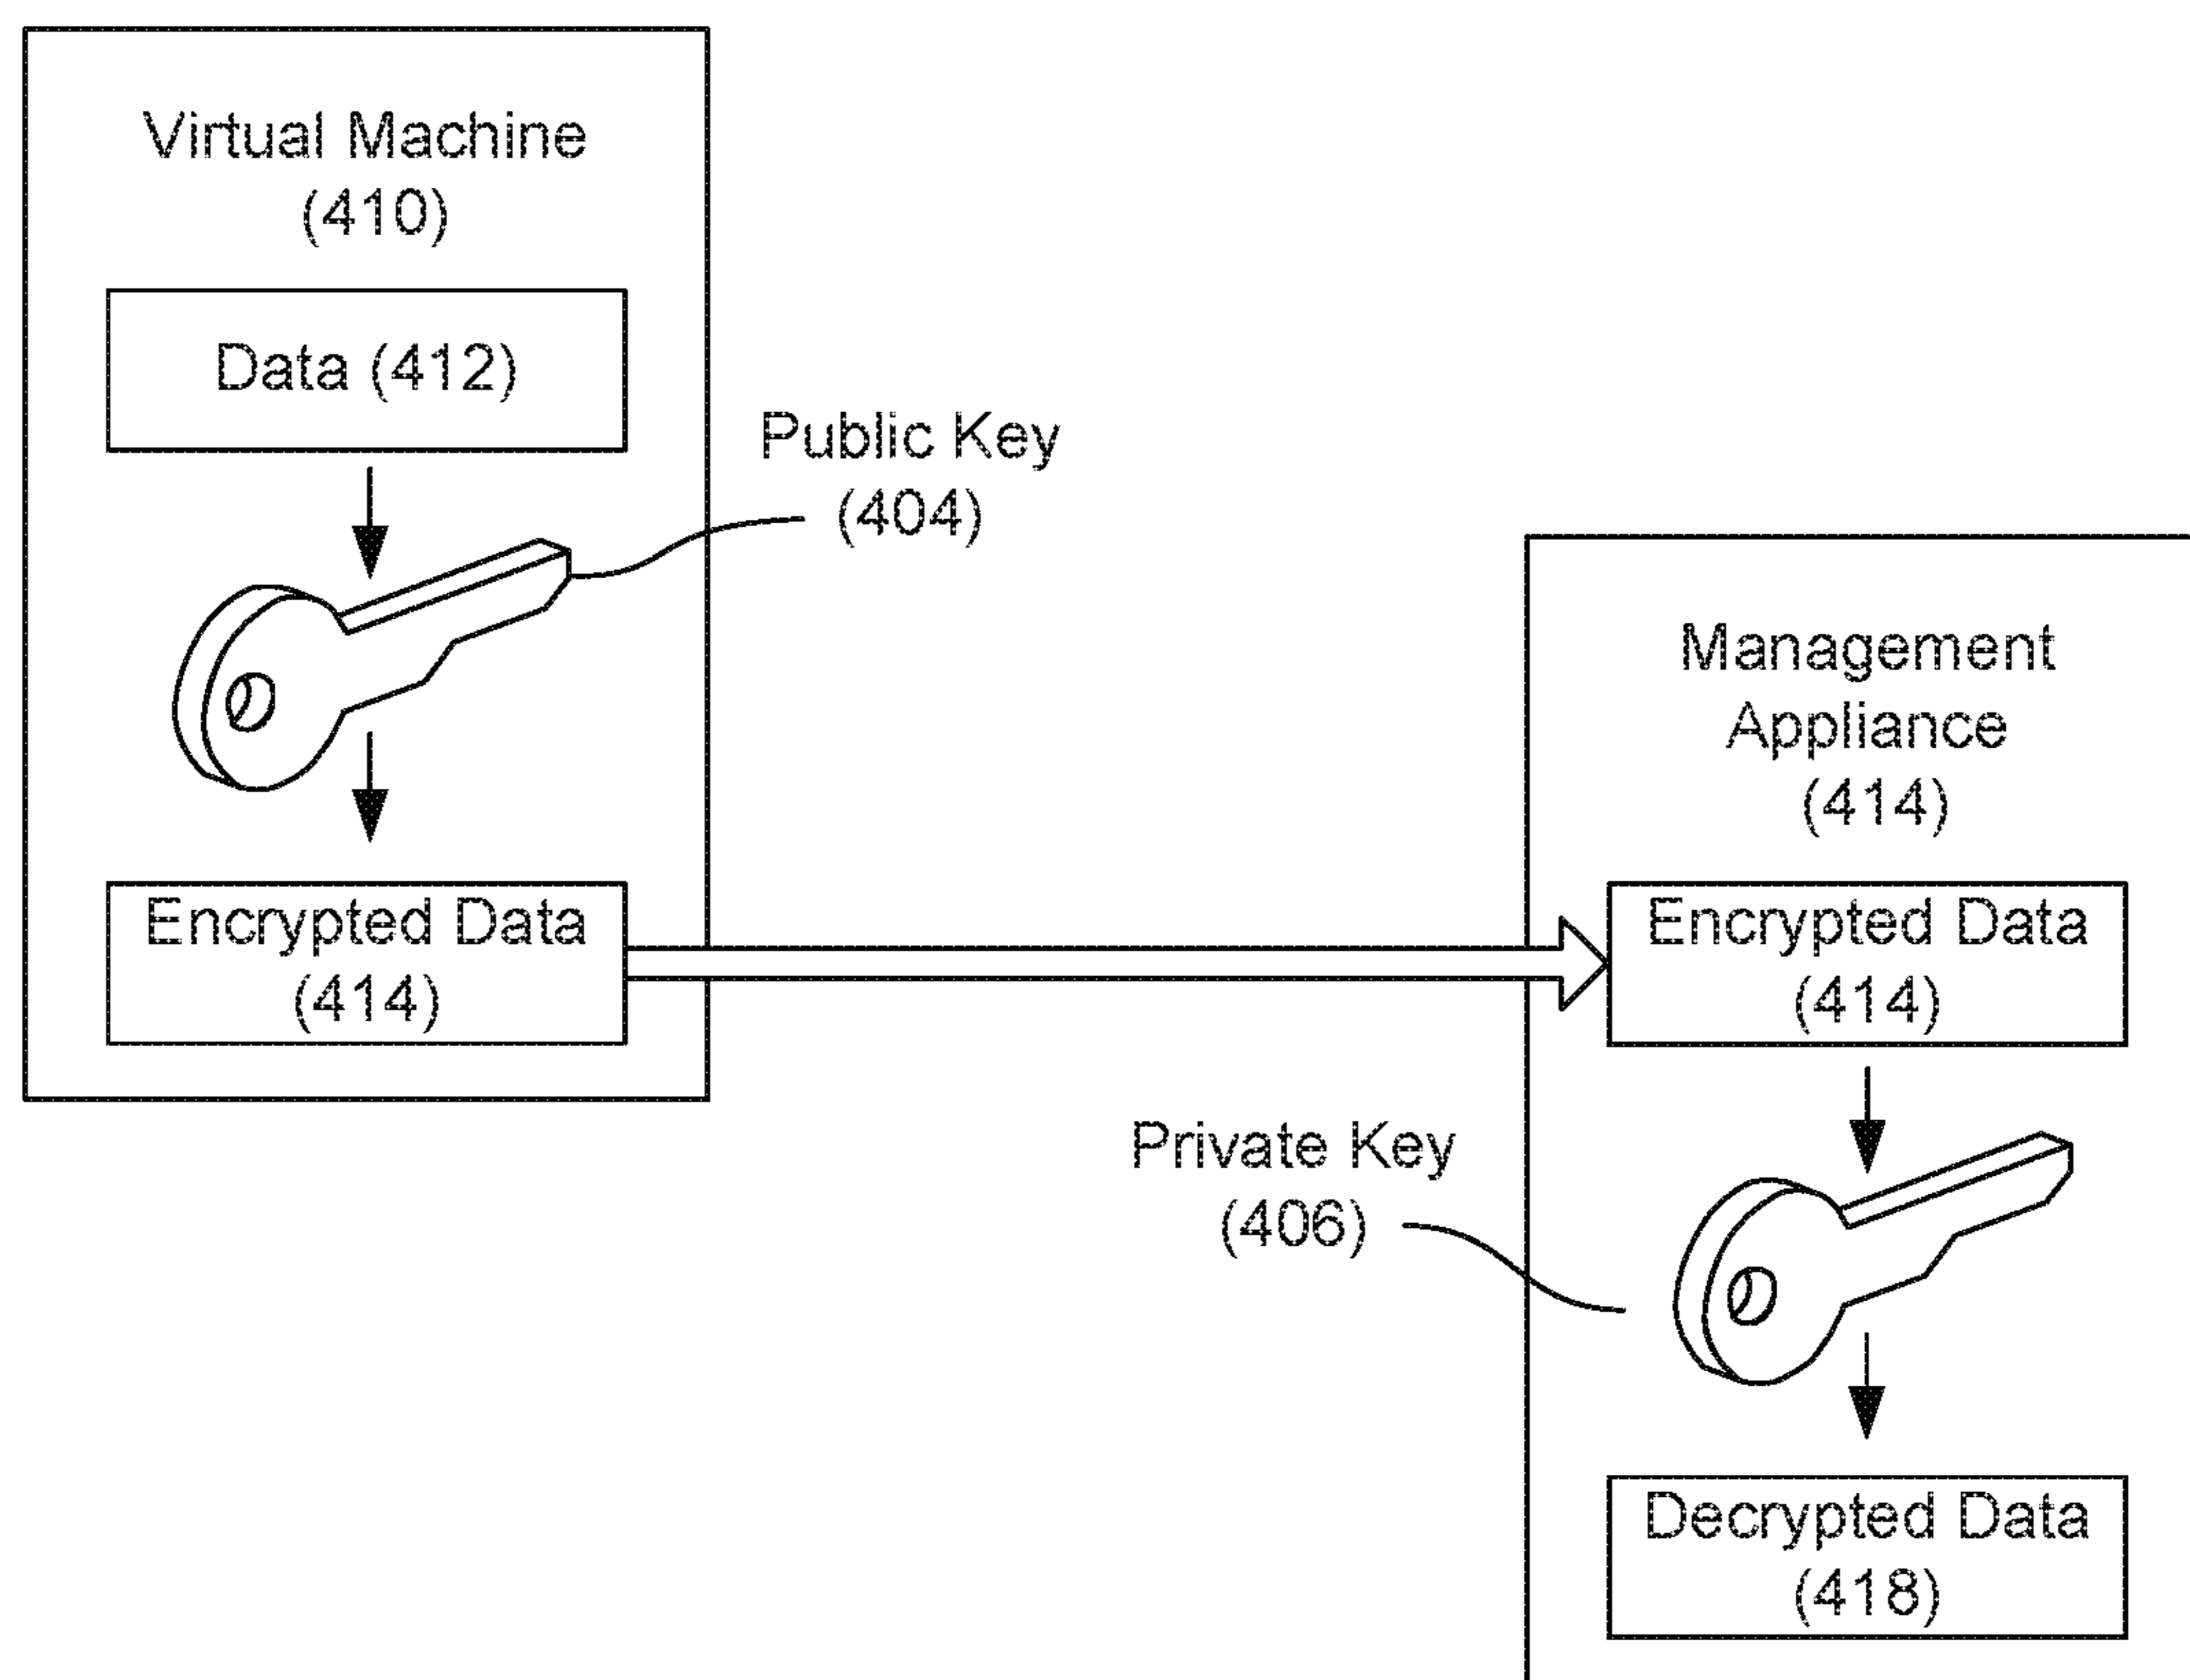 Virtual Machine
(410)
Data (412)
Public Key
(404)
Encrypted Data
(414)
Management
Appliance
(414)
Encrypted Data
(414)
Private Key
(406)
Decrypted Data
(418)